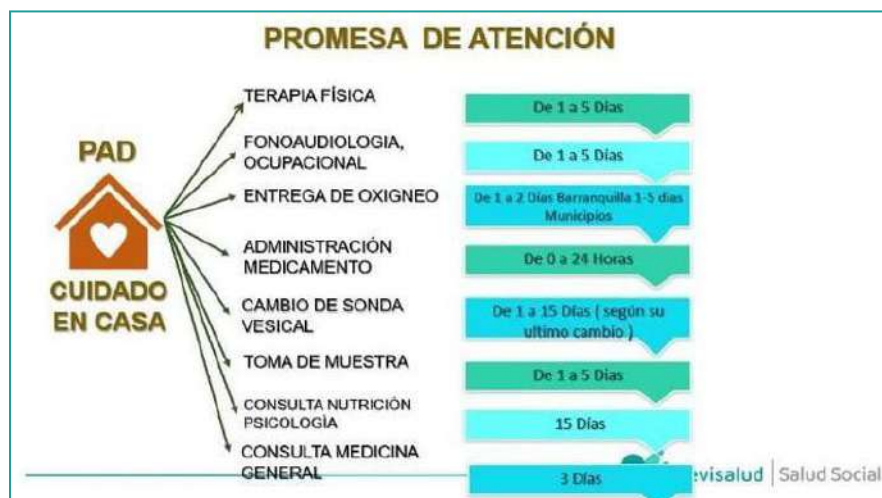 PROMESA DE ATENCIÓN
PAD
CUIDADO
EN CASA
TERAPIA FÍSICA
De 1 a 5 Días
FONOAUDIOLOGIA,
OCUPACIONAL
De 1 a 5 Días
ENTREGA DE OXIGNEO
De 1 a 2 Días Barranquilla 1-5 dias
Municipios
ADMINISTRACIÓN
MEDICAMENTO
De 0 a 24 Horas
CAMBIO DE SONDA
VESICAL
De 1 a 15 Días ( según su
ultimo cambio )
TOMA DE MUESTRA
De 1 a 5 Días
CONSULTA NUTRICIÓN
PSICOLOGÌA
15 Días
CONSULTA MEDICINA
GENERAL
3 Días
evisalud | Salud Social